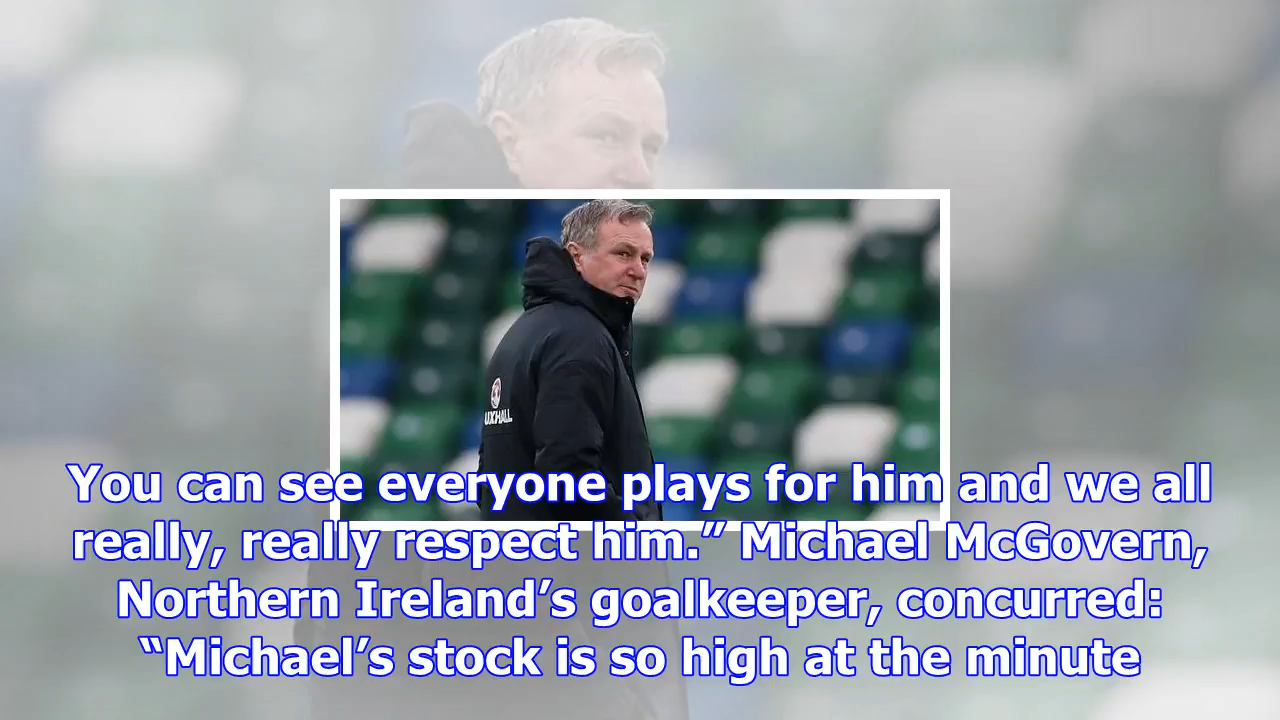 UXHALL
You can see everyone plays for him and we all
really, really respect him.” Michael McGovern,
Northern Ireland’s goalkeeper, concurred:
“Michael’s stock is so high at the minute